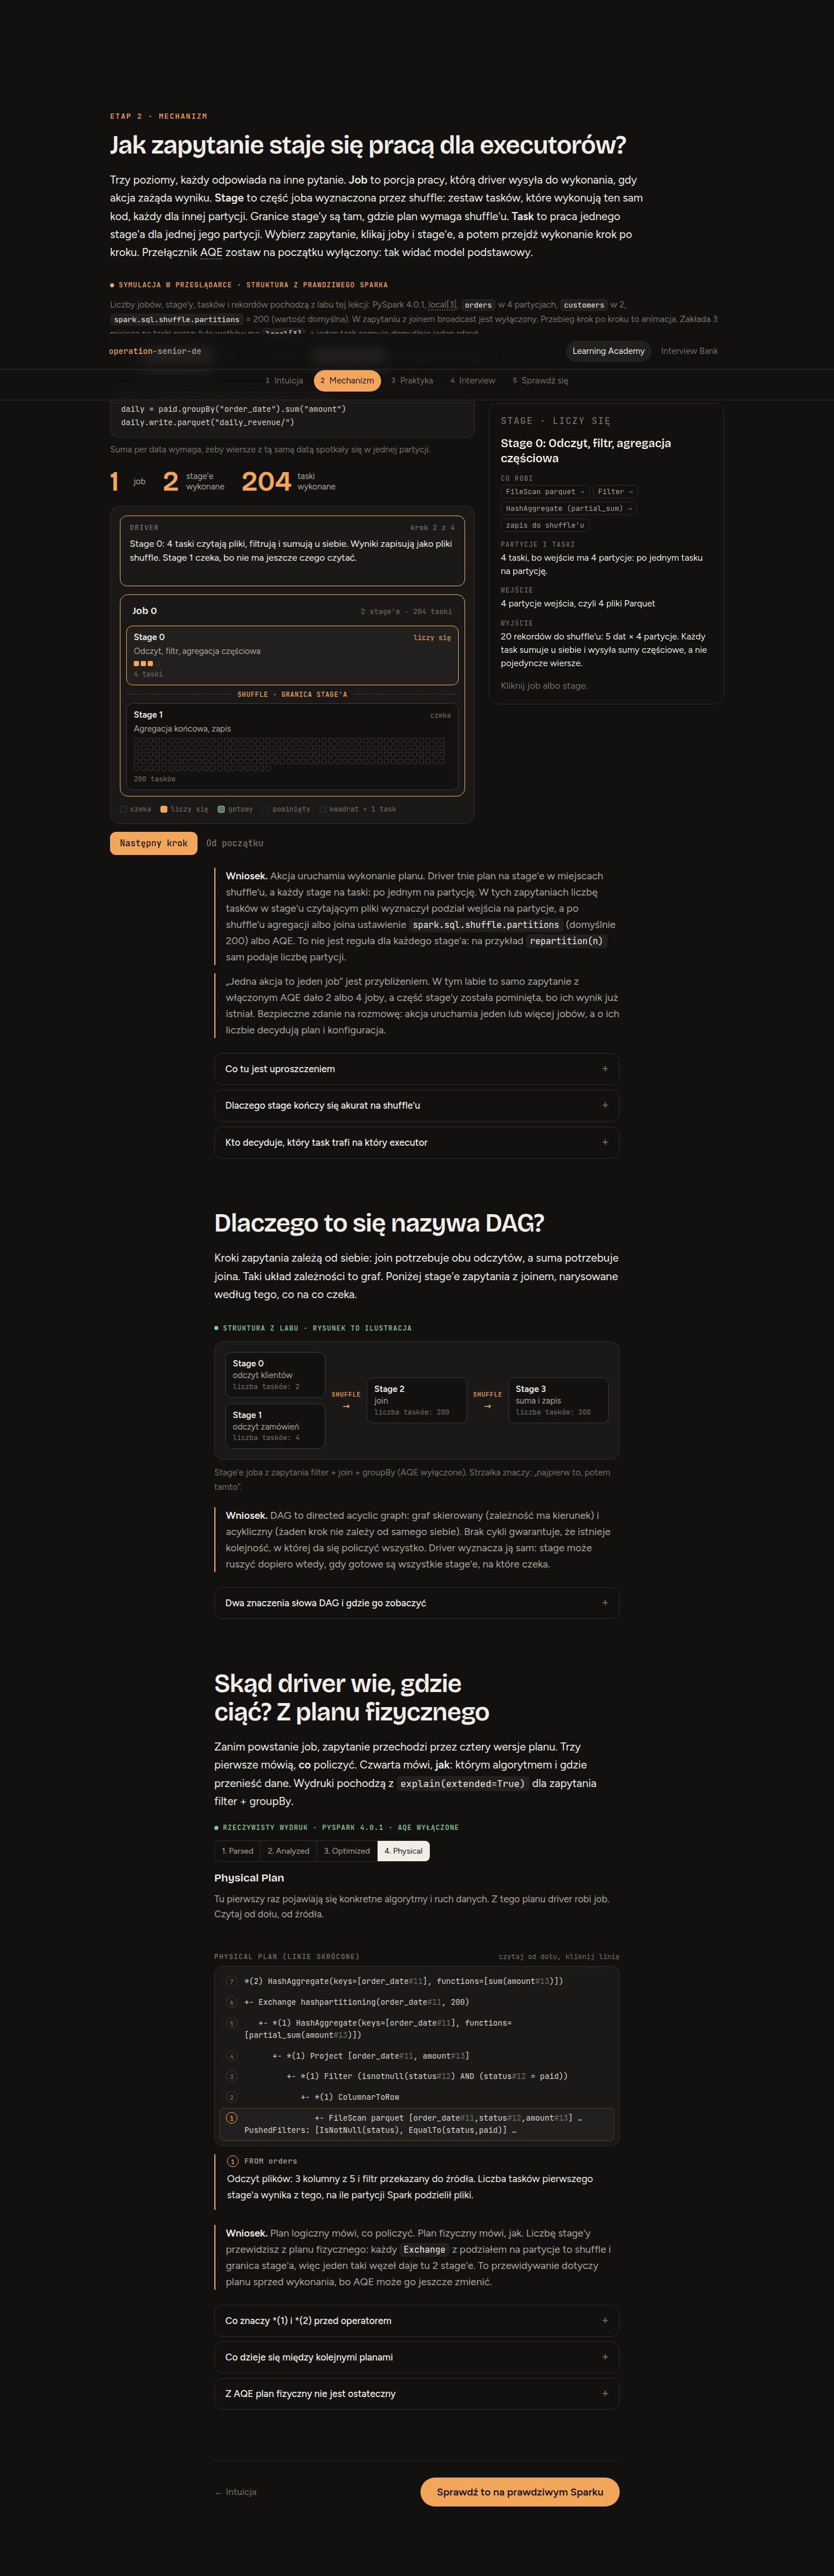 ETAP 2 · MECHANIZM
Jak zapytanie staje się pracą dla executorów?
Trzy poziomy, każdy odpowiada na inne pytanie. Job to porcja pracy, którą driver wysyła do wykonania, gdy
akcja zażąda wyniku. Stage to część joba wyznaczona przez shuffle: zestaw tasków, które wykonują ten sam
kod, każdy dla innej partycji. Granice stage'y są tam, gdzie plan wymaga shuffle'u. Task to praca jednego
stage'a dla jednej jego partycji. Wybierz zapytanie, klikaj joby i stage'e, a potem przejdź wykonanie krok po
kroku. Przełącznik AQE zostaw na początku wyłączony: tak widać model podstawowy.
SYMULACJA W PRZEGLĄDARCE · STRUKTURA Z PRAWDZIWEGO SPARKA
Liczby jobów, stage'y, tasków i rekordów pochodzą z labu tej lekcji: PySpark 4.0.1, local[3], orders w 4 partycjach, customers w 2,
spark.sql.shuffle.partitions = 200 (wartość domyślna). W zapytaniu z joinem broadcast jest wyłączony. Przebieg krok po kroku to animacja. Zakłada 3
operation-senior-de
Learning Academy
Interview Bank
1 Intuicja
2 Mechanizm
3 Praktyka
4 Interview
5 Sprawdź się
daily = paid.groupBy("order_date").sum("amount")
daily.write.parquet("daily_revenue/")
Suma per data wymaga, żeby wiersze z tą samą datą spotkały się w jednej partycji.
1 job
2 stage'e wykonane
204 taski wykonane
DRIVER
krok 2 z 4
Stage 0: 4 taski czytają pliki, filtrują i sumują u siebie. Wyniki zapisują jako pliki
shuffle. Stage 1 czeka, bo nie ma jeszcze czego czytać.
Job 0
2 stage'e · 204 taski
Stage 0
liczy się
Odczyt, filtr, agregacja częściowa
4 taski
SHUFFLE · GRANICA STAGE'A
Stage 1
czeka
Agregacja końcowa, zapis
200 tasków
czeka
liczy się
gotowy
pominięty
kwadrat = 1 task
Następny krok
Od początku
STAGE · LICZY SIĘ
Stage 0: Odczyt, filtr, agregacja
częściowa
CO ROBI
FileScan parquet →
Filter →
HashAggregate (partial_sum) →
zapis do shuffle'u
PARTYCJE I TASKI
4 taski, bo wejście ma 4 partycje: po jednym tasku
na partycję.
WEJŚCIE
4 partycje wejścia, czyli 4 pliki Parquet
WYJŚCIE
20 rekordów do shuffle'u: 5 dat × 4 partycje. Każdy
task sumuje u siebie i wysyła sumy częściowe, a nie
pojedyncze wiersze.
Kliknij job albo stage.
Wniosek. Akcja uruchamia wykonanie planu. Driver tnie plan na stage'e w miejscach
shuffle'u, a każdy stage na taski: po jednym na partycję. W tych zapytaniach liczbę
tasków w stage'u czytającym pliki wyznaczył podział wejścia na partycje, a po
shuffle'u agregacji albo joina ustawienie spark.sql.shuffle.partitions (domyślnie
200) albo AQE. To nie jest reguła dla każdego stage'a: na przykład repartition(n)
sam podaje liczbę partycji.
„Jedna akcja to jeden job" jest przybliżeniem. W tym labie to samo zapytanie z
włączonym AQE dało 2 albo 4 joby, a część stage'y została pominięta, bo ich wynik już
istniał. Bezpieczne zdanie na rozmowę: akcja uruchamia jeden lub więcej jobów, a o ich
liczbie decydują plan i konfiguracja.
Co tu jest uproszczeniem +
Dlaczego stage kończy się akurat na shuffle'u +
Kto decyduje, który task trafi na który executor +
Dlaczego to się nazywa DAG?
Kroki zapytania zależą od siebie: join potrzebuje obu odczytów, a suma potrzebuje
joina. Taki układ zależności to graf. Poniżej stage'e zapytania z joinem, narysowane
według tego, co na co czeka.
STRUKTURA Z LABU · RYSUNEK TO ILUSTRACJA
Stage 0
odczyt klientów
liczba tasków: 2
Stage 1
odczyt zamówień
liczba tasków: 4
SHUFFLE
→
Stage 2
join
liczba tasków: 200
SHUFFLE
→
Stage 3
suma i zapis
liczba tasków: 200
Stage'e joba z zapytania filter + join + groupBy (AQE wyłączone). Strzałka znaczy: „najpierw to, potem
tamto".
Wniosek. DAG to directed acyclic graph: graf skierowany (zależność ma kierunek) i
acykliczny (żaden krok nie zależy od samego siebie). Brak cykli gwarantuje, że istnieje
kolejność, w której da się policzyć wszystko. Driver wyznacza ją sam: stage może
ruszyć dopiero wtedy, gdy gotowe są wszystkie stage'e, na które czeka.
Dwa znaczenia słowa DAG i gdzie go zobaczyć +
Skąd driver wie, gdzie
ciąć? Z planu fizycznego
Zanim powstanie job, zapytanie przechodzi przez cztery wersje planu. Trzy
pierwsze mówią, co policzyć. Czwarta mówi, jak: którym algorytmem i gdzie
przenieść dane. Wydruki pochodzą z explain(extended=True) dla zapytania
filter + groupBy.
RZECZYWISTY WYDRUK · PYSPARK 4.0.1 · AQE WYŁĄCZONE
1. Parsed
2. Analyzed
3. Optimized
4. Physical
Physical Plan
Tu pierwszy raz pojawiają się konkretne algorytmy i ruch danych. Z tego planu driver robi job.
Czytaj od dołu, od źródła.
PHYSICAL PLAN (LINIE SKRÓCONE)
czytaj od dołu, kliknij linię
7 *(2) HashAggregate(keys=[order_date#11], functions=[sum(amount#13)])
6 +- Exchange hashpartitioning(order_date#11, 200)
5 +- *(1) HashAggregate(keys=[order_date#11], functions=
[partial_sum(amount#13)])
4 +- *(1) Project [order_date#11, amount#13]
3 +- *(1) Filter (isnotnull(status#12) AND (status#12 = paid))
2 +- *(1) ColumnarToRow
1 +- FileScan parquet [order_date#11,status#12,amount#13] …
PushedFilters: [IsNotNull(status), EqualTo(status,paid)] …
1 FROM orders
Odczyt plików: 3 kolumny z 5 i filtr przekazany do źródła. Liczba tasków pierwszego
stage'a wynika z tego, na ile partycji Spark podzielił pliki.
Wniosek. Plan logiczny mówi, co policzyć. Plan fizyczny mówi, jak. Liczbę stage'y
przewidzisz z planu fizycznego: każdy Exchange z podziałem na partycje to shuffle i
granica stage'a, więc jeden taki węzeł daje tu 2 stage'e. To przewidywanie dotyczy
planu sprzed wykonania, bo AQE może go jeszcze zmienić.
Co znaczy *(1) i *(2) przed operatorem +
Co dzieje się między kolejnymi planami +
Z AQE plan fizyczny nie jest ostateczny +
← Intuicja
Sprawdź to na prawdziwym Sparku